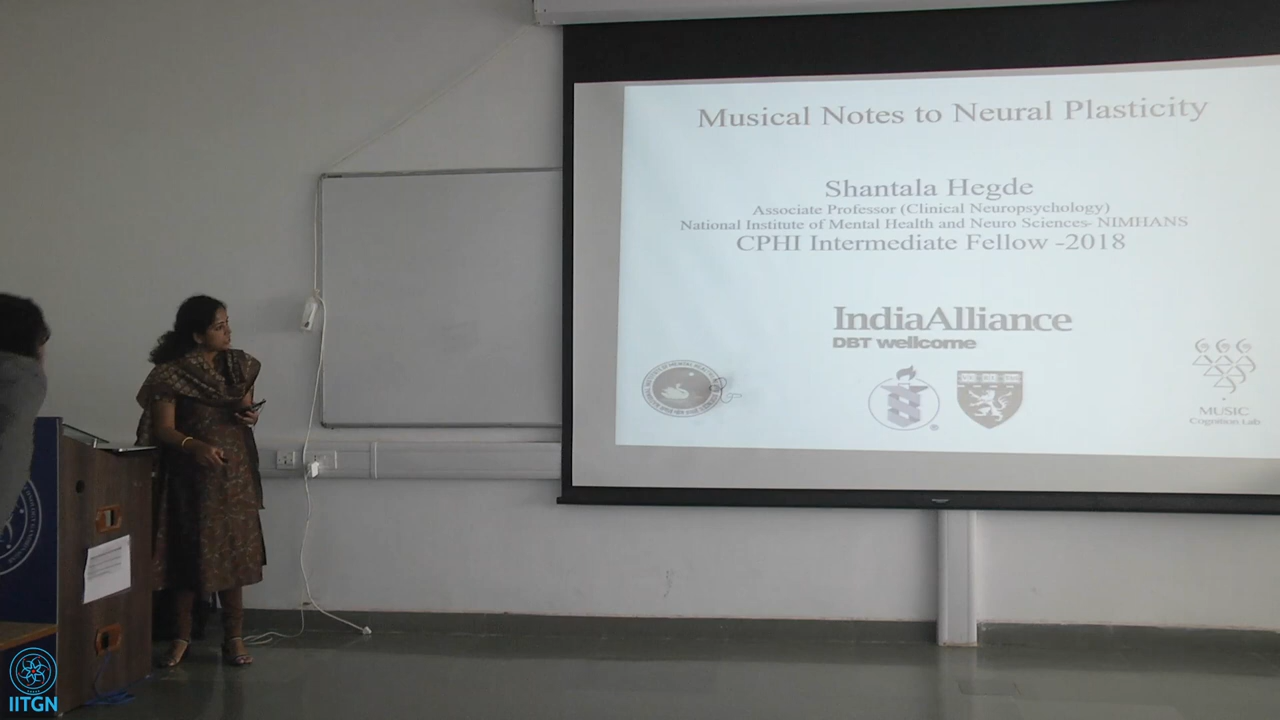 Musical Notes to Neural Plasticity
Shantala Hegde
Associate Professor (Clinical Neuropsychology)
National Institute of Mental Health and Neuro Sciences- NIMHANS
CPHI Intermediate Fellow -2018
IndiaAlliance
DBT wellcome
MUSIC
Cognition Lab
IITGN